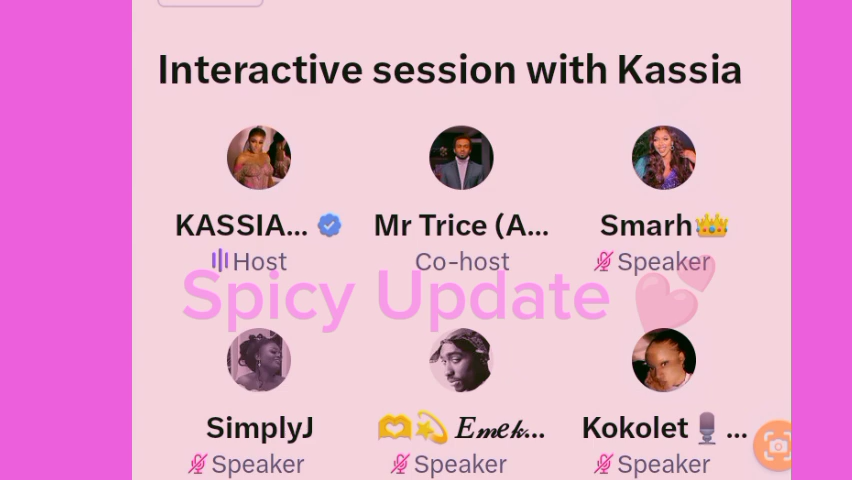 Interactive session with Kassia
KASSIA... Mr Trice (A... Smarh👑
Host Co-host Speaker
Spicy Update 💕
SimplyJ 🫶💫 𝐸𝓂𝑒𝓀... Kokolet🎙️...
Speaker Speaker Speaker